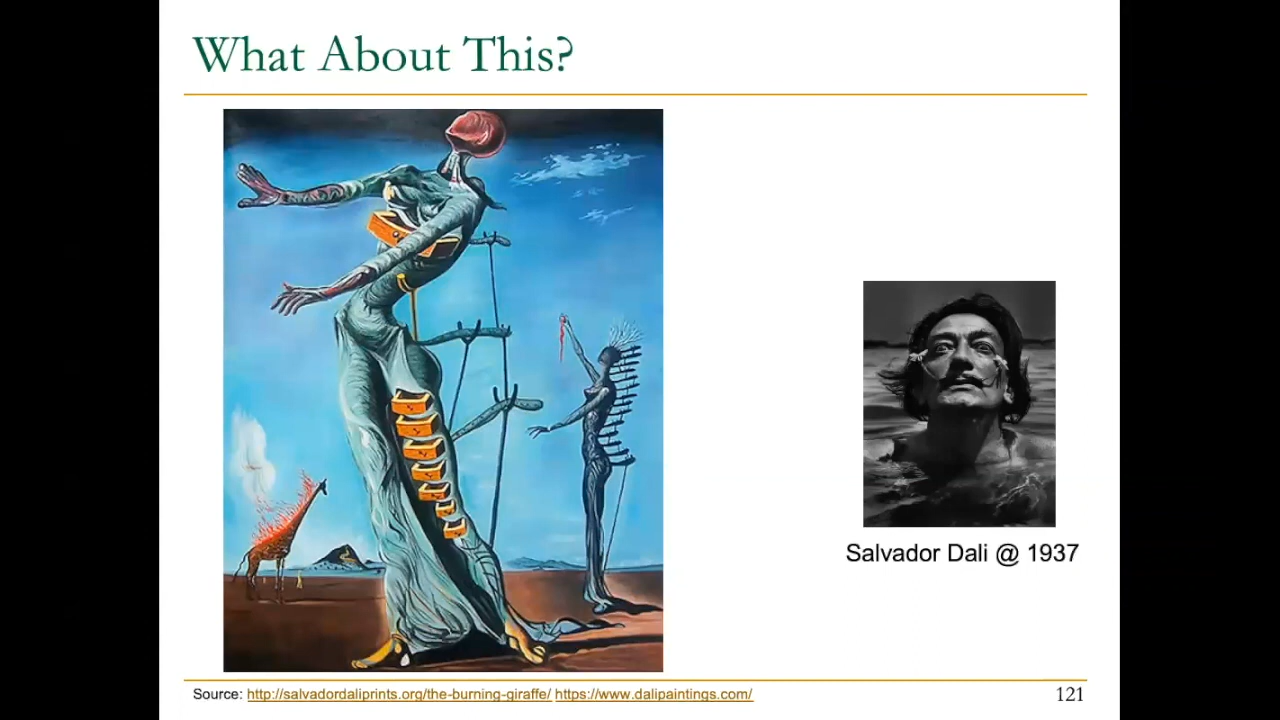 What About This?
Salvador Dali @ 1937
Source: http://salvadordaliprints.org/the-burning-giraffe/ https://www.dalipaintings.com/
121